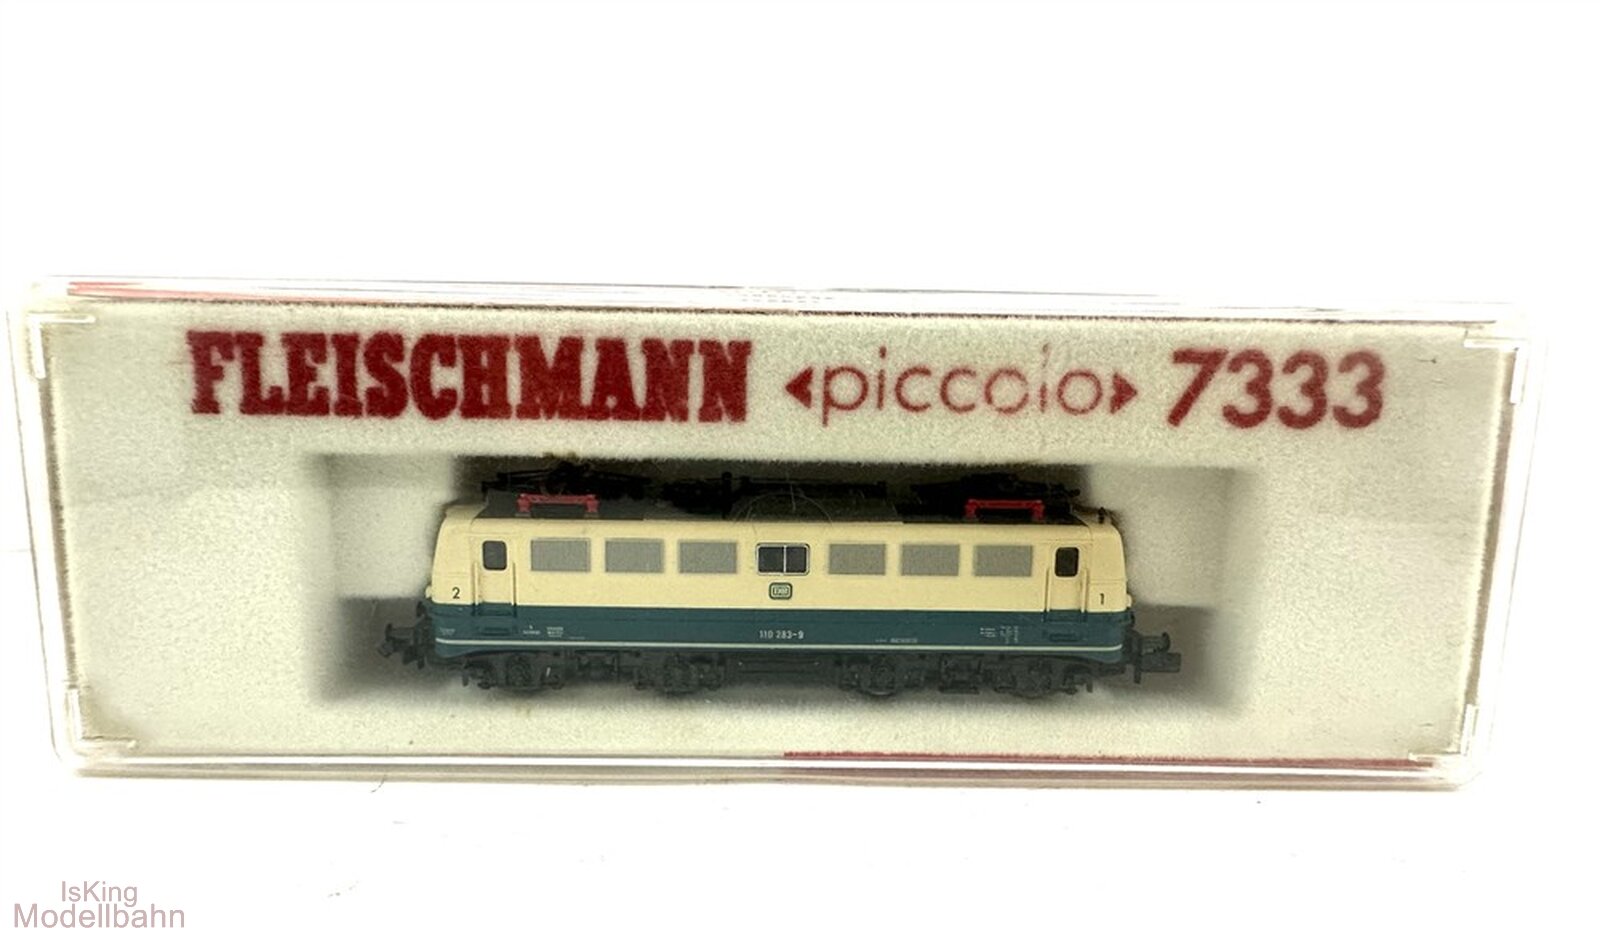 FLEISCHMANN ◂piccolo▸ 7333
DB
2
1
110 283-9
IsKing
Modellbahn